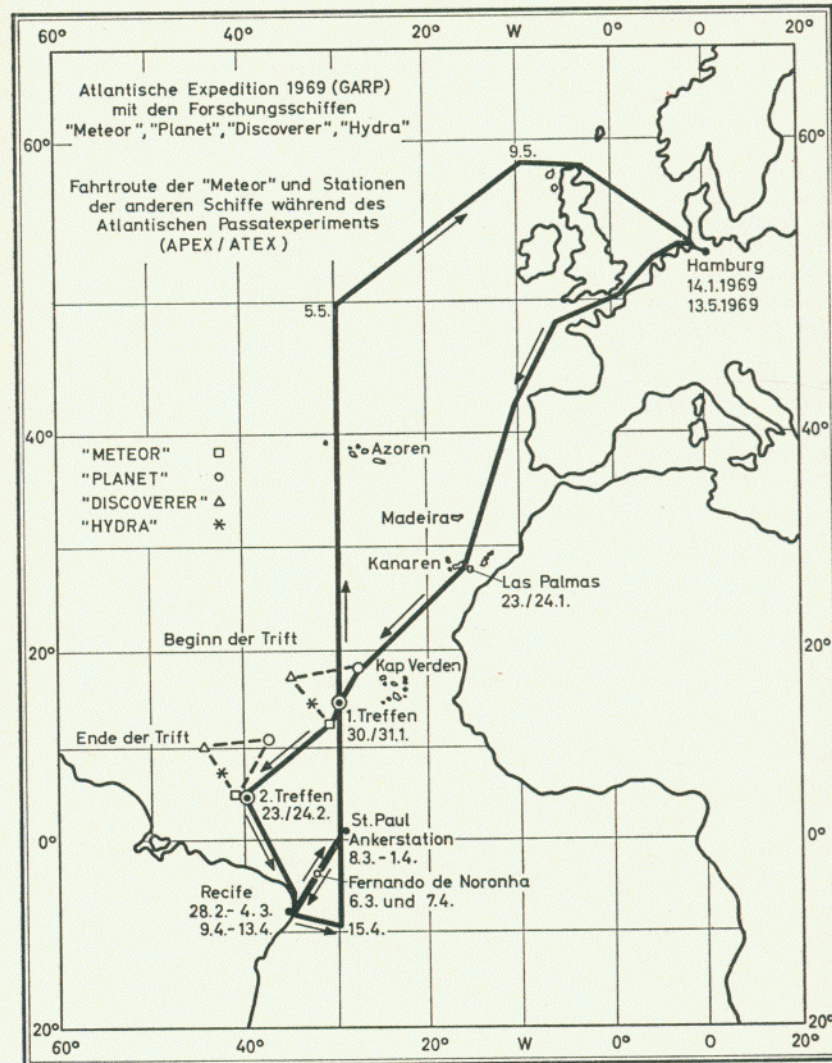 60° 40° 20° W 0° O 20°
Atlantische Expedition 1969 (GARP)
mit den Forschungsschiffen
"Meteor", "Planet", "Discoverer", "Hydra"
60° 60°
9.5.
Fahrtroute der "Meteor" und Stationen
der anderen Schiffe während des
Atlantischen Passatexperiments
(APEX / ATEX)
Hamburg
14.1.1969
13.5.1969
5.5.
40° 40°
"METEOR"
"PLANET"
"DISCOVERER"
"HYDRA"
Azoren
Madeira
Kanaren
Las Palmas
23./24.1.
Beginn der Trift
20° 20°
Kap Verden
1. Treffen
30./31.1.
Ende der Trift
2. Treffen
23./24.2.
St. Paul
Ankerstation
8.3. - 1.4.
0° 0°
Fernando de Noronha
6.3. und 7.4.
Recife
28.2. - 4.3.
9.4. - 13.4.
15.4.
20° 20°
60° 40° 20° W 0° O 20°